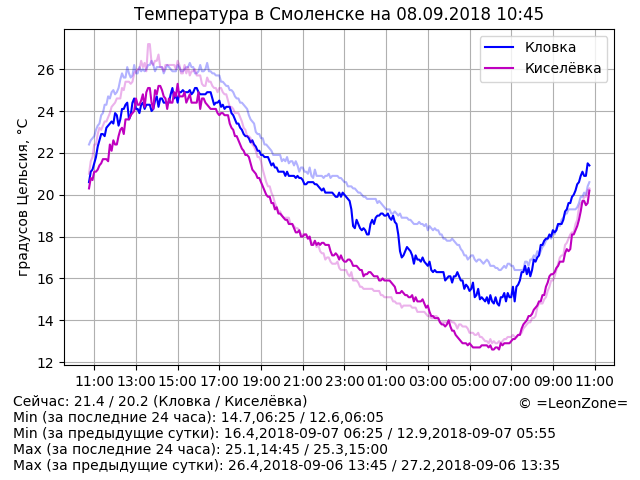 Температура в Смоленске на 08.09.2018 10:45
Кловка
Киселёвка
градусов Цельсия, °C
26
24
22
20
18
16
14
12
11:00 13:00 15:00 17:00 19:00 21:00 23:00 01:00 03:00 05:00 07:00 09:00 11:00
Сейчас: 21.4 / 20.2 (Кловка / Киселёвка)
© =LeonZone=
Min (за последние 24 часа): 14.7,06:25 / 12.6,06:05
Min (за предыдущие сутки): 16.4,2018-09-07 06:25 / 12.9,2018-09-07 05:55
Max (за последние 24 часа): 25.1,14:45 / 25.3,15:00
Max (за предыдущие сутки): 26.4,2018-09-06 13:45 / 27.2,2018-09-06 13:35